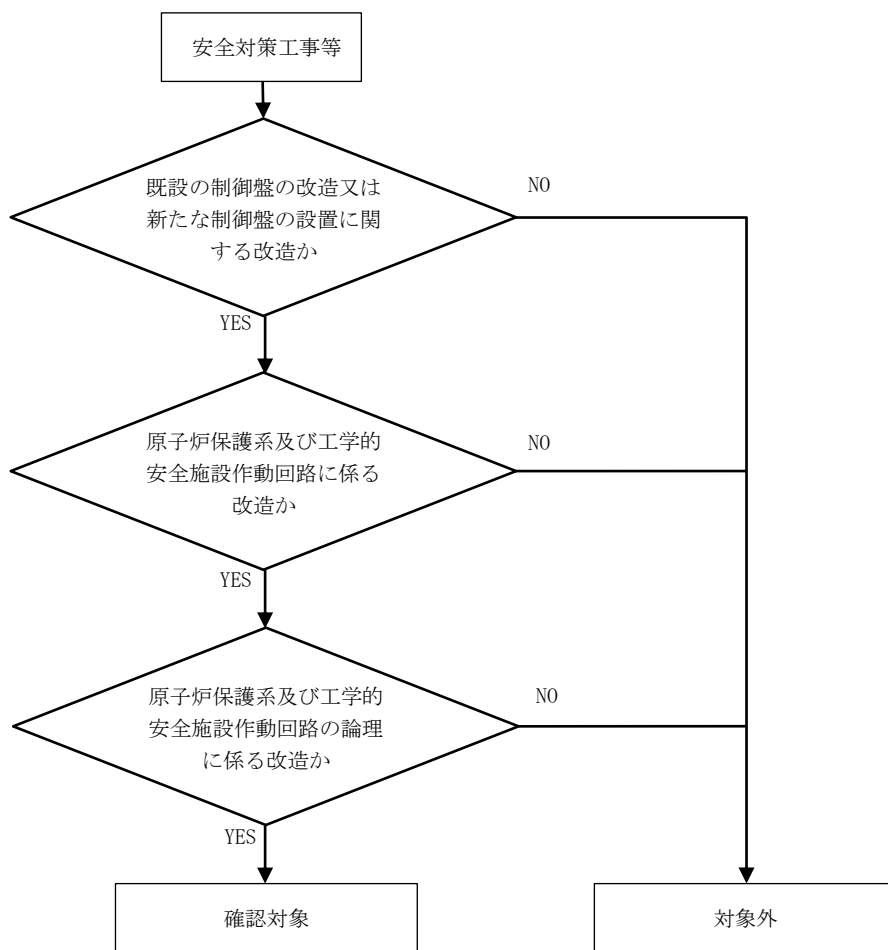 安全対策工事等
既設の制御盤の改造又は
新たな制御盤の設置に関
する改造か
NO
YES
原子炉保護系及び工学的
安全施設作動回路に係る
改造か
NO
YES
原子炉保護系及び工学的
安全施設作動回路の論理
に係る改造か
NO
YES
確認対象
対象外